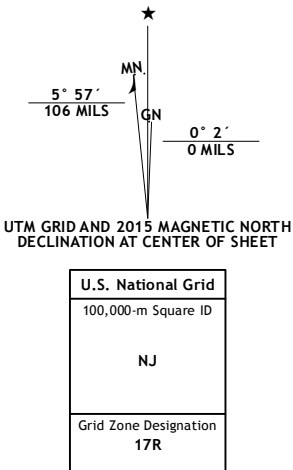 MN.
5° 57´
106 MILS
GN
0° 2´
0 MILS
UTM GRID AND 2015 MAGNETIC NORTH
DECLINATION AT CENTER OF SHEET
U.S. National Grid
100,000-m Square ID
NJ
Grid Zone Designation
17R